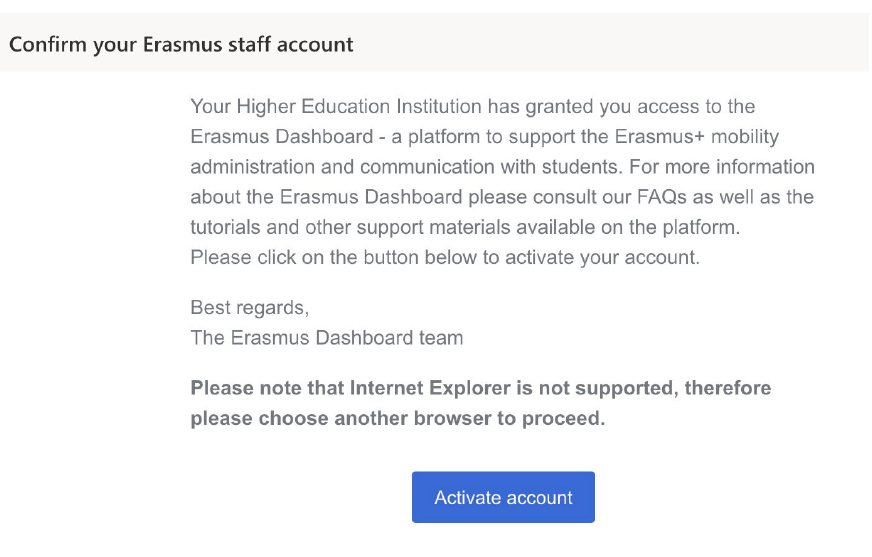 Confirm your Erasmus staff account
Your Higher Education Institution has granted you access to the
Erasmus Dashboard - a platform to support the Erasmus+ mobility
administration and communication with students. For more information
about the Erasmus Dashboard please consult our FAQs as well as the
tutorials and other support materials available on the platform.
Please click on the button below to activate your account.
Best regards,
The Erasmus Dashboard team
Please note that Internet Explorer is not supported, therefore
please choose another browser to proceed.
Activate account